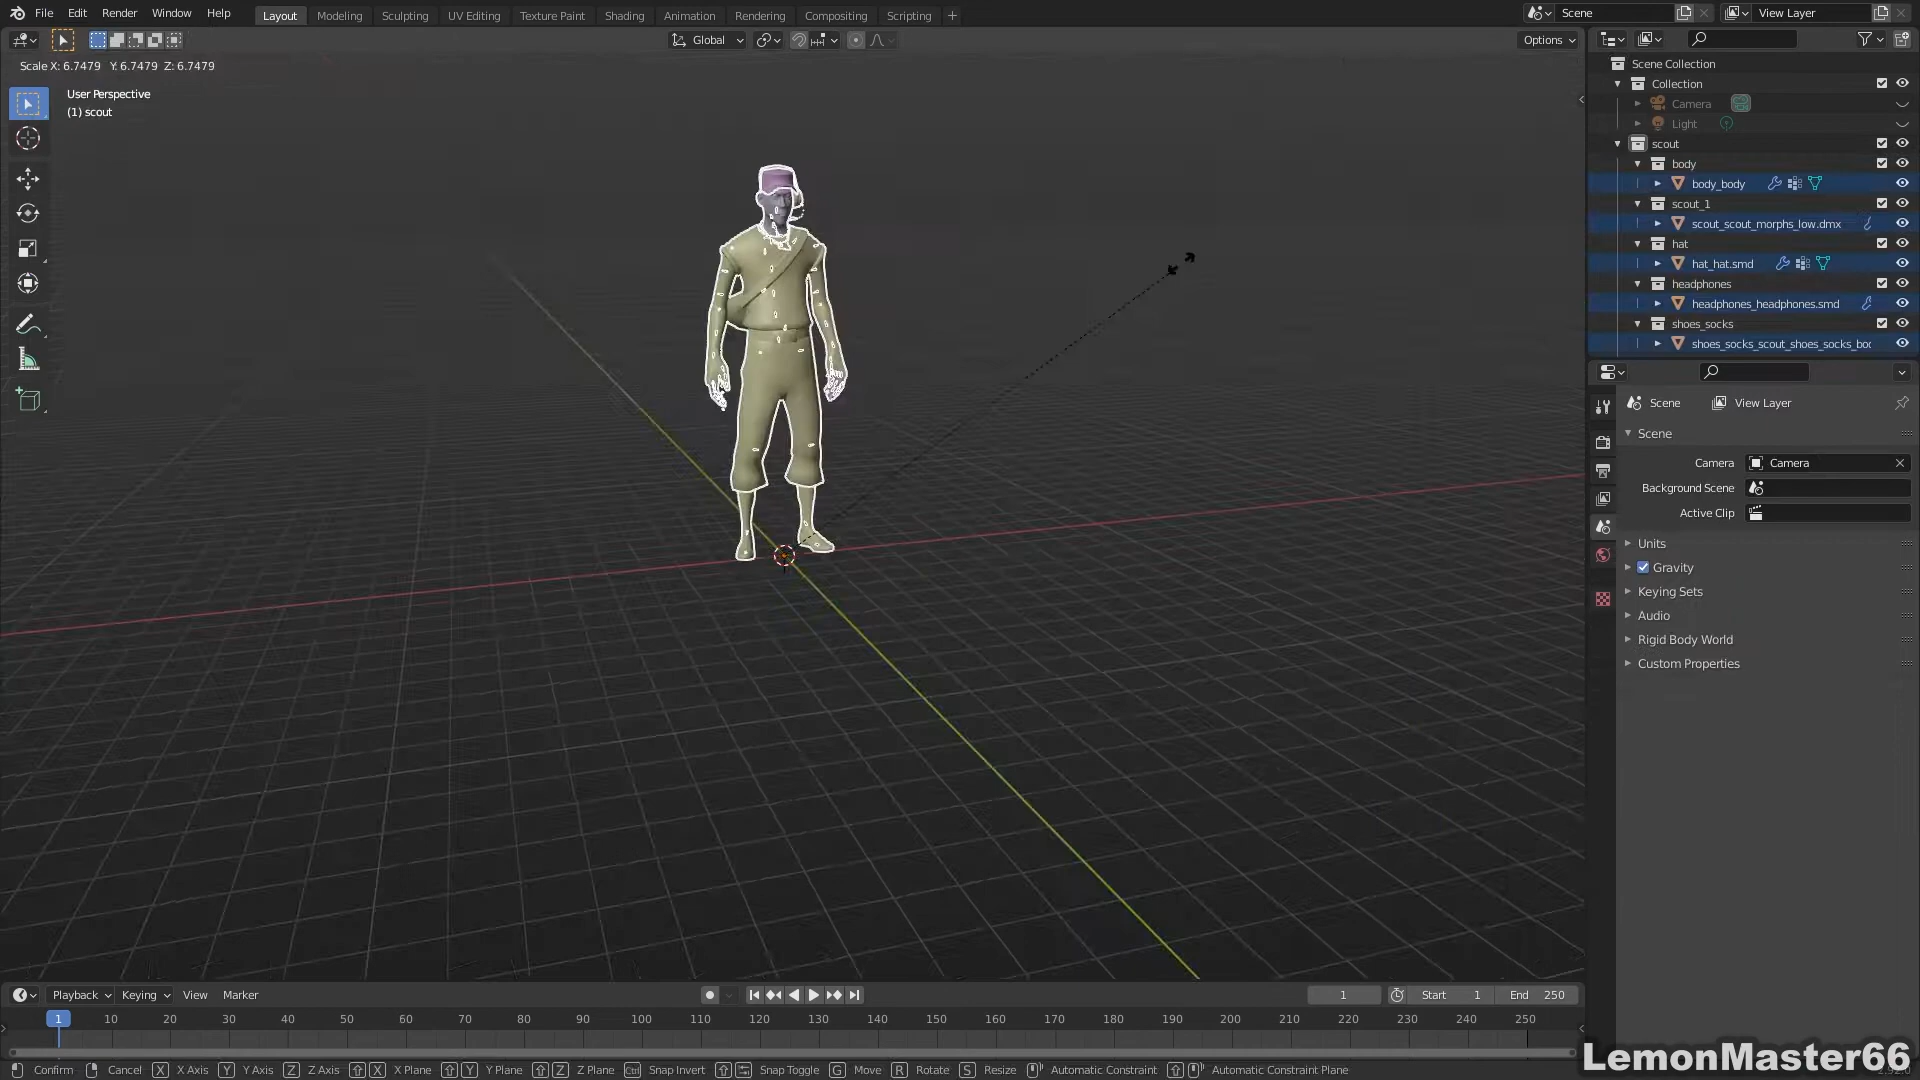 File Edit Render Window Help Layout Modeling Sculpting UV Editing Texture Paint Shading Animation Rendering Compositing Scripting + Scene View Layer
Global Options
Scale X: 6.7479 Y: 6.7479 Z: 6.7479
User Perspective
(1) scout
Scene Collection
Collection
Camera
Light
scout
body
body_body
scout_1
scout_scout_morphs_low.dmx
hat
hat_hat.smd
headphones
headphones_headphones.smd
shoes_socks
shoes_socks_scout_shoes_socks_boc
Scene View Layer
Scene
Camera Camera
Background Scene
Active Clip
Units
Gravity
Keying Sets
Audio
Rigid Body World
Custom Properties
Playback Keying View Marker 1 Start 1 End 250
1 10 20 30 40 50 60 70 80 90 100 110 120 130 140 150 160 170 180 190 200 210 220 230 240 250
Confirm Cancel X X Axis Y Y Axis Z Z Axis X X Plane Y Y Plane Z Z Plane Ctrl Snap Invert Snap Toggle G Move R Rotate S Resize Automatic Constraint Automatic Constraint Plane
LemonMaster66